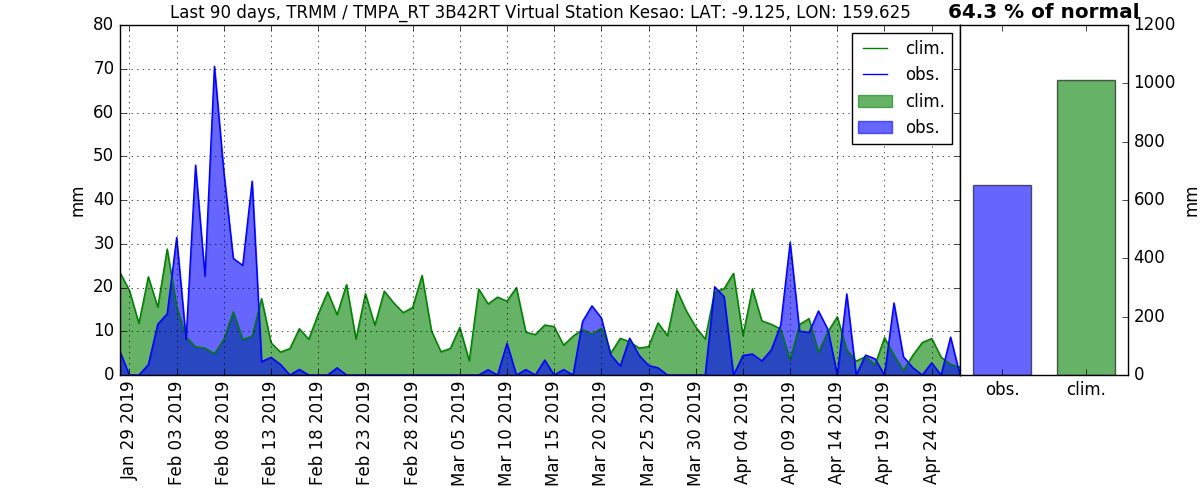 Last 90 days, TRMM / TMPA_RT 3B42RT Virtual Station Kesao: LAT: -9.125, LON: 159.625
64.3 % of normal
80
70
60
50
40
30
20
10
0
mm
clim.
obs.
clim.
obs.
1200
1000
800
600
400
200
0
mm
obs.
clim.
Jan 29 2019
Feb 03 2019
Feb 08 2019
Feb 13 2019
Feb 18 2019
Feb 23 2019
Feb 28 2019
Mar 05 2019
Mar 10 2019
Mar 15 2019
Mar 20 2019
Mar 25 2019
Mar 30 2019
Apr 04 2019
Apr 09 2019
Apr 14 2019
Apr 19 2019
Apr 24 2019